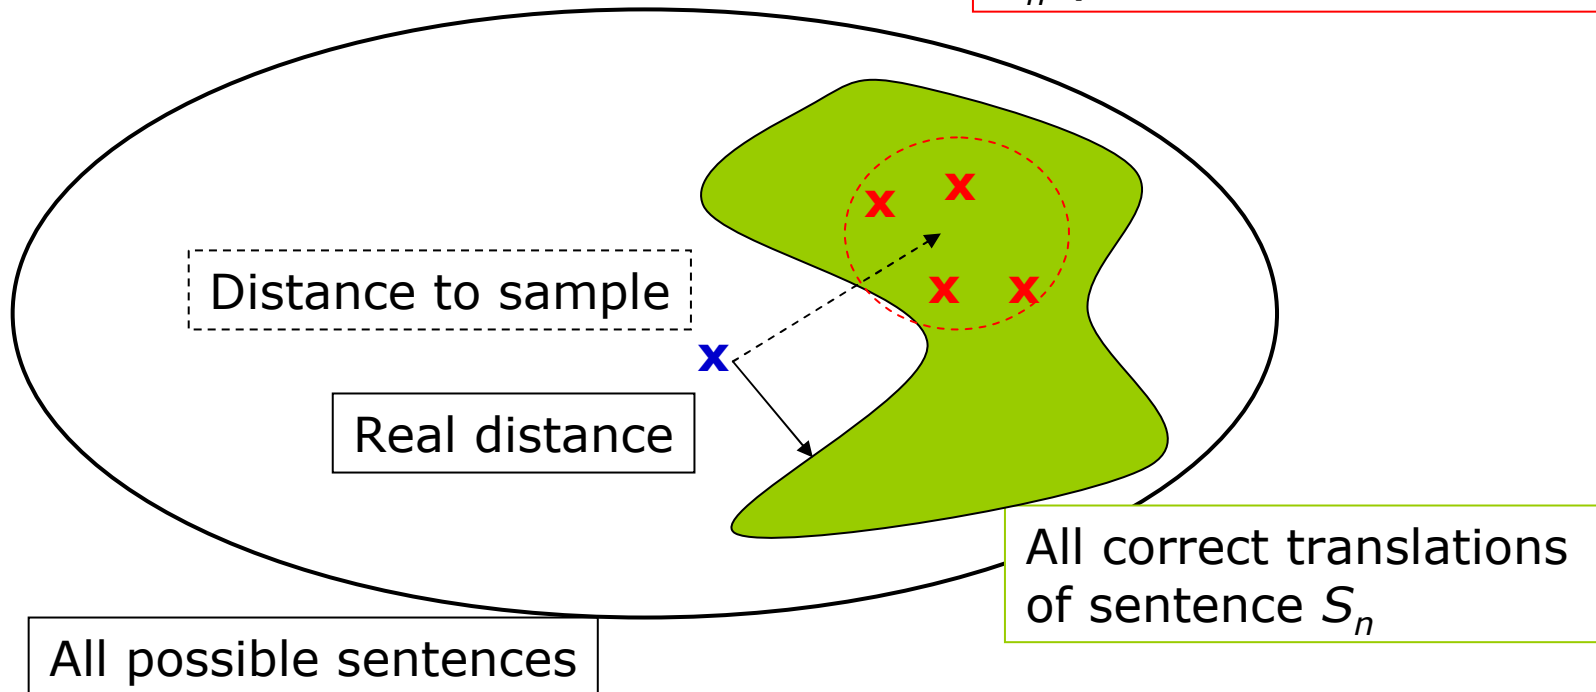 x
x
Distance to sample
x
x
x
Real distance
All correct translations
of sentence Sₙ
All possible sentences